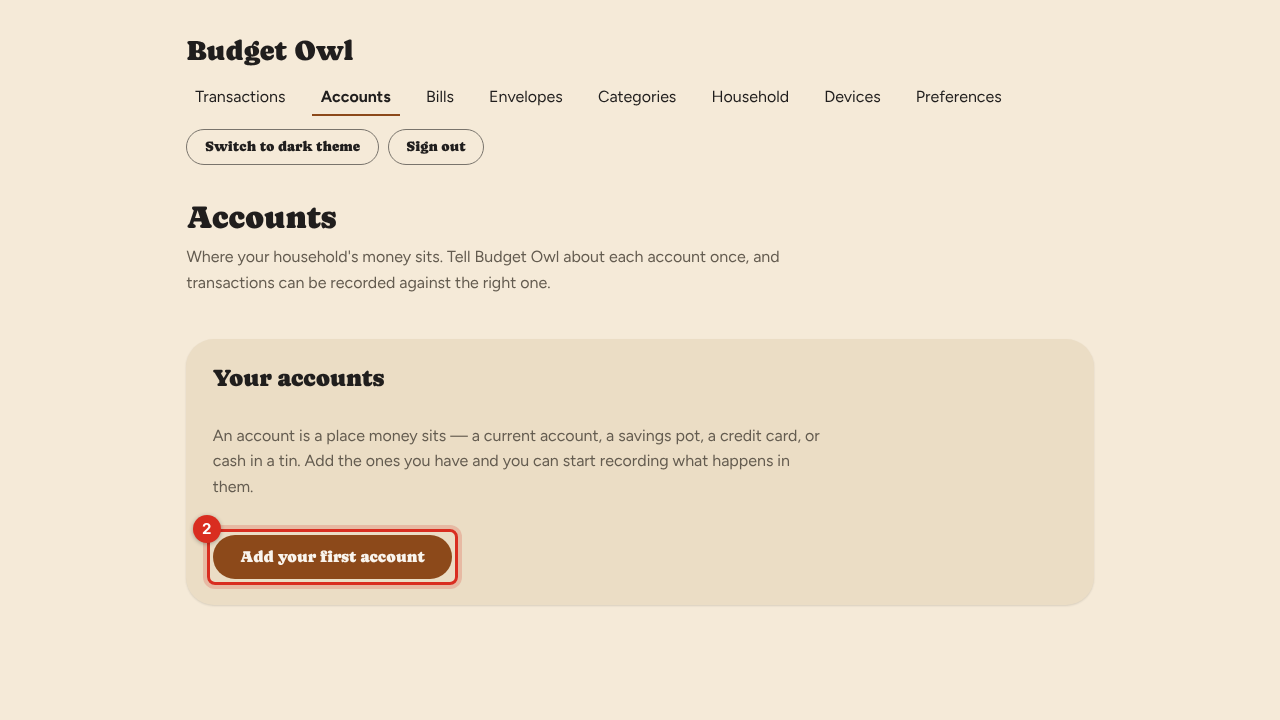 Budget Owl
Transactions Accounts Bills Envelopes Categories Household Devices Preferences
Switch to dark theme Sign out
Accounts
Where your household's money sits. Tell Budget Owl about each account once, and
transactions can be recorded against the right one.
Your accounts
An account is a place money sits — a current account, a savings pot, a credit card, or
cash in a tin. Add the ones you have and you can start recording what happens in
them.
2
Add your first account